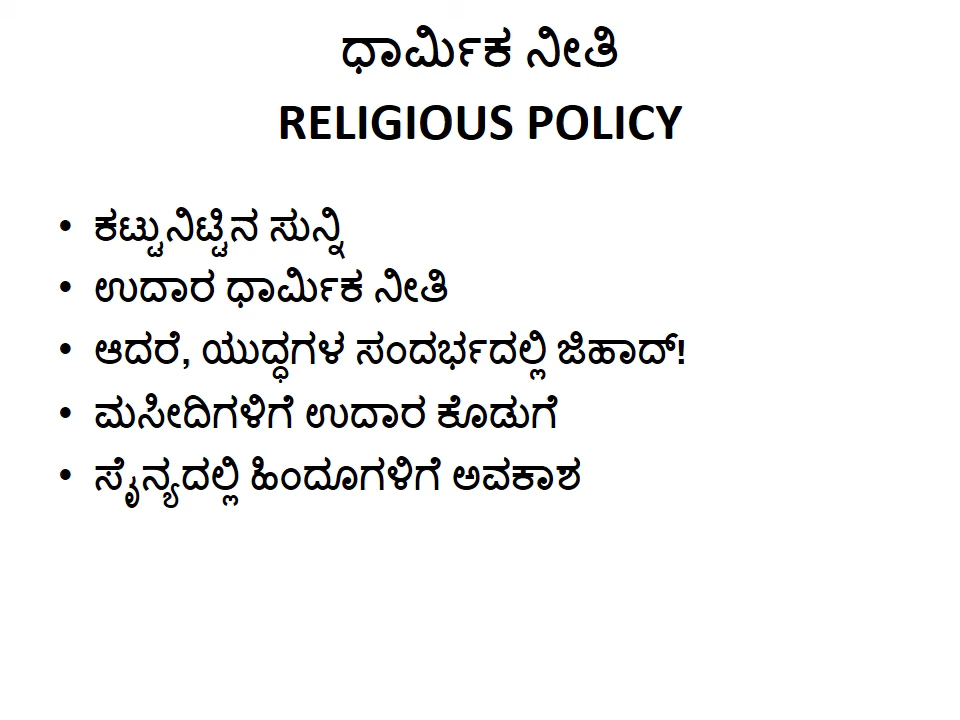 ಧಾರ್ಮಿಕ ನೀತಿ
RELIGIOUS POLICY
• ಕಟ್ಟುನಿಟ್ಟಿನ ಸುನ್ನಿ
• ಉದಾರ ಧಾರ್ಮಿಕ ನೀತಿ
• ಆದರೆ, ಯುದ್ಧಗಳ ಸಂದರ್ಭದಲ್ಲಿ ಜಿಹಾದ್!
• ಮಸೀದಿಗಳಿಗೆ ಉದಾರ ಕೊಡುಗೆ
• ಸೈನ್ಯದಲ್ಲಿ ಹಿಂದೂಗಳಿಗೆ ಅವಕಾಶ